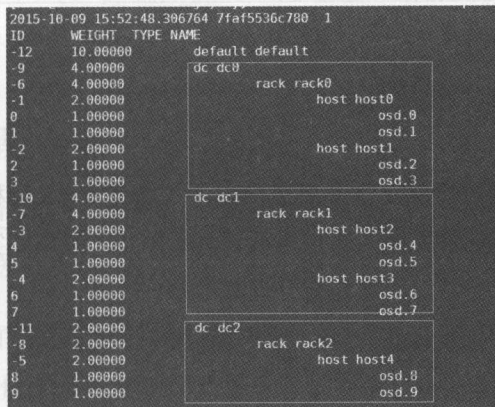 2015-10-09 15:52:48.306764 7faf5536c780  1
ID WEIGHT TYPE NAME
-12 10.00000 default default
-9 4.00000 dc dc0
-6 4.00000 rack rack0
-1 2.00000 host host0
0 1.00000 osd.0
1 1.00000 osd.1
-2 2.00000 host host1
2 1.00000 osd.2
3 1.00000 osd.3
-10 4.00000 dc dc1
-7 4.00000 rack rack1
-3 2.00000 host host2
4 1.00000 osd.4
5 1.00000 osd.5
-4 2.00000 host host3
6 1.00000 osd.6
7 1.00000 osd.7
-11 2.00000 dc dc2
-8 2.00000 rack rack2
-5 2.00000 host host4
8 1.00000 osd.8
9 1.00000 osd.9